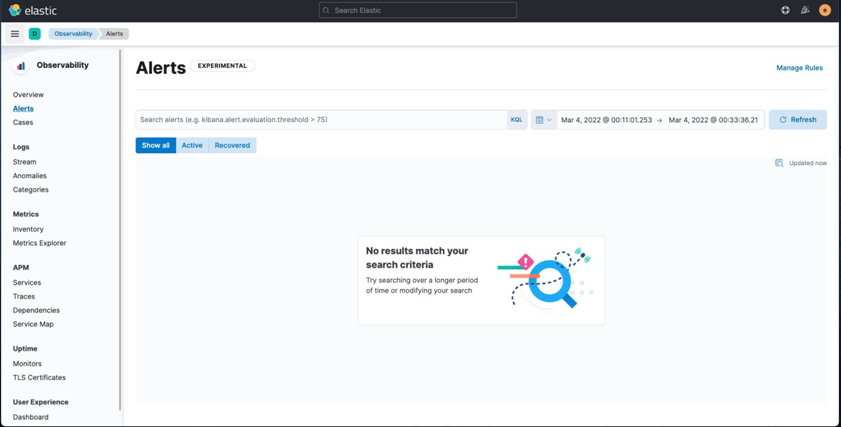 elastic
Search Elastic
D
Observability
Alerts
Observability
Overview
Alerts
Cases
Logs
Stream
Anomalies
Categories
Metrics
Inventory
Metrics Explorer
APM
Services
Traces
Dependencies
Service Map
Uptime
Monitors
TLS Certificates
User Experience
Dashboard
Alerts EXPERIMENTAL
Manage Rules
Search alerts (e.g. kibana.alert.evaluation.threshold > 75) KQL
Mar 4, 2022 @ 00:11:01.253 → Mar 4, 2022 @ 00:33:36.21
Refresh
Show all Active Recovered
Updated now
No results match your
search criteria
Try searching over a longer period
of time or modifying your search